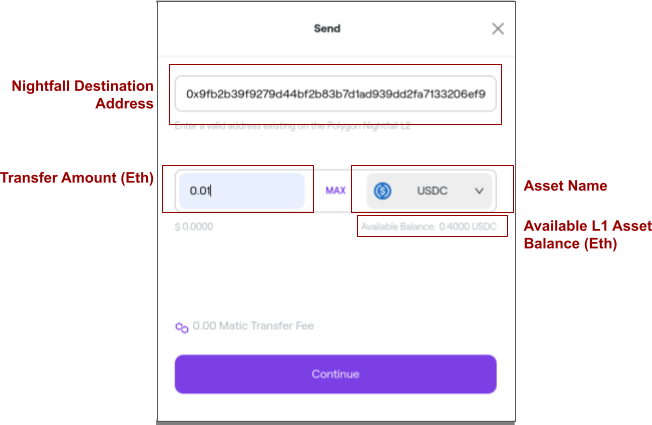 Send
Nightfall Destination
Address
0x9fb2b39f9279d44bf2b83b7d1ad939dd2fa7133206ef9
Enter a valid address existing on the Polygon Nightfall L2
Transfer Amount (Eth)
0.01
MAX
USDC
Asset Name
$ 0.0000
Available Balance: 0.4000 USDC
Available L1 Asset
Balance (Eth)
0.00 Matic Transfer Fee
Continue